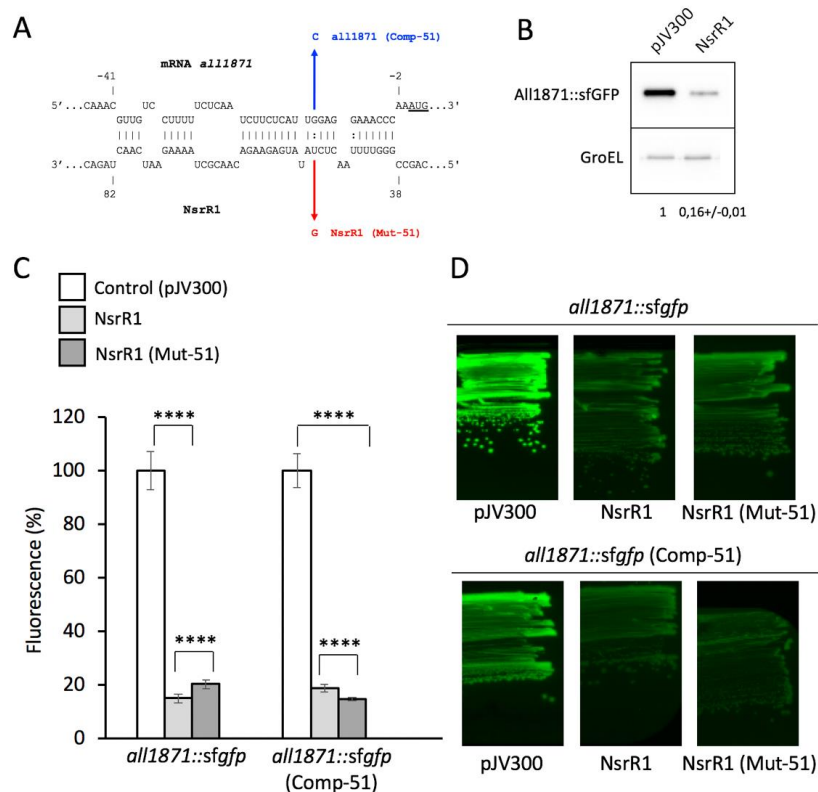 A
C all1871 (Comp-51)
mRNA all1871
-41
-2
5'...CAAAC UC UCUCAA AAAUG...3'
GUUG CUUUU UCUUCUCAU UGGAG GAAACCC
CAAC GAAAA AGAAGAGUA AUCUC UUUGGG
3'...CAGAU UAA UCGCAAC U AA CCGAC...5'
82
38
NsrR1
G NsrR1 (Mut-51)
B
pJV300
NsrR1
All1871::sfGFP
GroEL
1 0,16+/-0,01
C
Control (pJV300)
NsrR1
NsrR1 (Mut-51)
Fluorescence (%)
120
100
80
60
40
20
0
****
****
****
****
all1871::sfgfp
all1871::sfgfp
(Comp-51)
D
all1871::sfgfp
pJV300
NsrR1
NsrR1 (Mut-51)
all1871::sfgfp (Comp-51)
pJV300
NsrR1
NsrR1 (Mut-51)